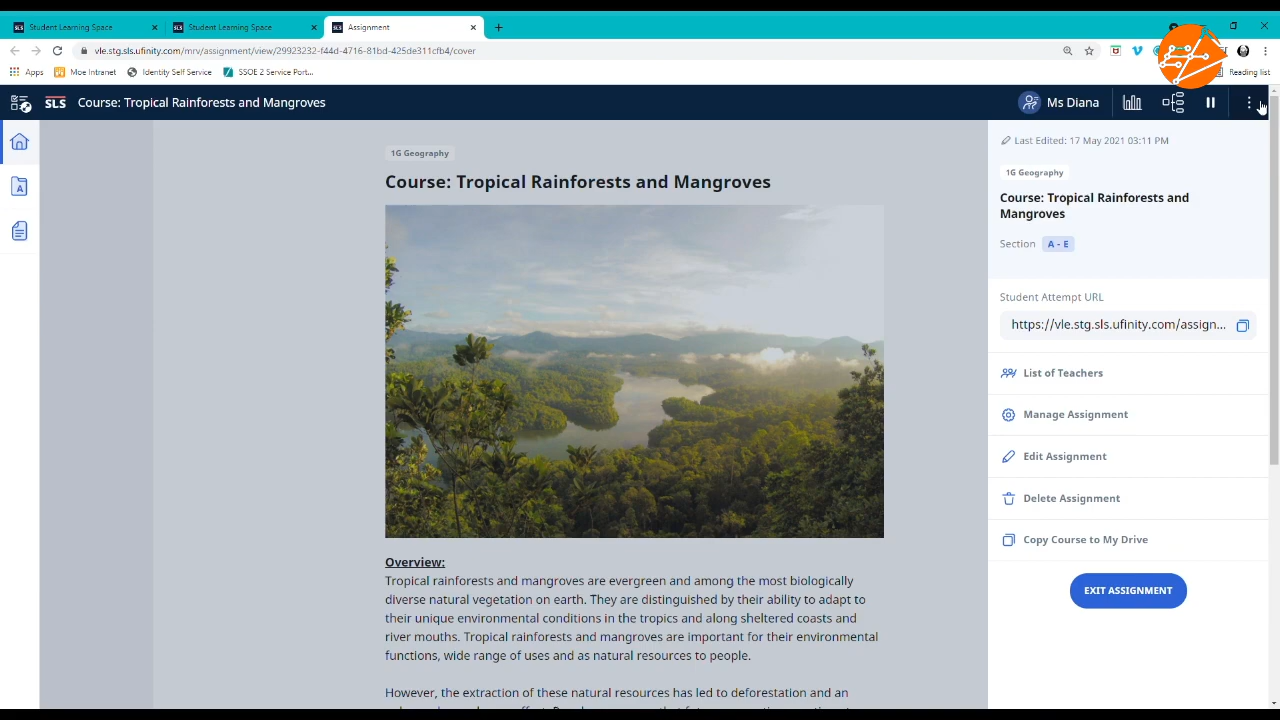 Student Learning Space
Student Learning Space
Assignment
vle.stg.sls.ufinity.com/mrv/assignment/view/29923232-f44d-4716-81bd-425de311cfb4/cover
Apps
Moe Intranet
Identity Self Service
SSOE 2 Service Port...
Reading list
SLS
Course: Tropical Rainforests and Mangroves
Ms Diana
1G Geography
Course: Tropical Rainforests and Mangroves
Overview:
Tropical rainforests and mangroves are evergreen and among the most biologically
diverse natural vegetation on earth. They are distinguished by their ability to adapt to
their unique environmental conditions in the tropics and along sheltered coasts and
river mouths. Tropical rainforests and mangroves are important for their environmental
functions, wide range of uses and as natural resources to people.
However, the extraction of these natural resources has led to deforestation and an
Last Edited: 17 May 2021 03:11 PM
1G Geography
Course: Tropical Rainforests and
Mangroves
Section A - E
Student Attempt URL
https://vle.stg.sls.ufinity.com/assign...
List of Teachers
Manage Assignment
Edit Assignment
Delete Assignment
Copy Course to My Drive
EXIT ASSIGNMENT